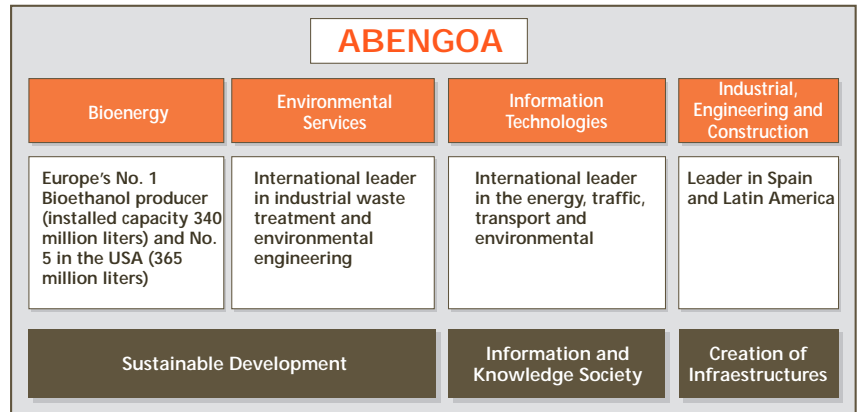 ABENGOA
Bioenergy
Environmental
Services
Information
Technologies
Industrial,
Engineering and
Construction
Europe's No. 1
Bioethanol producer
(installed capacity 340
million liters) and No.
5 in the USA (365
million liters)
International leader
in industrial waste
treatment and
environmental
engineering
International leader
in the energy, traffic,
transport and
environmental
Leader in Spain
and Latin America
Sustainable Development
Information and
Knowledge Society
Creation of
Infraestructures